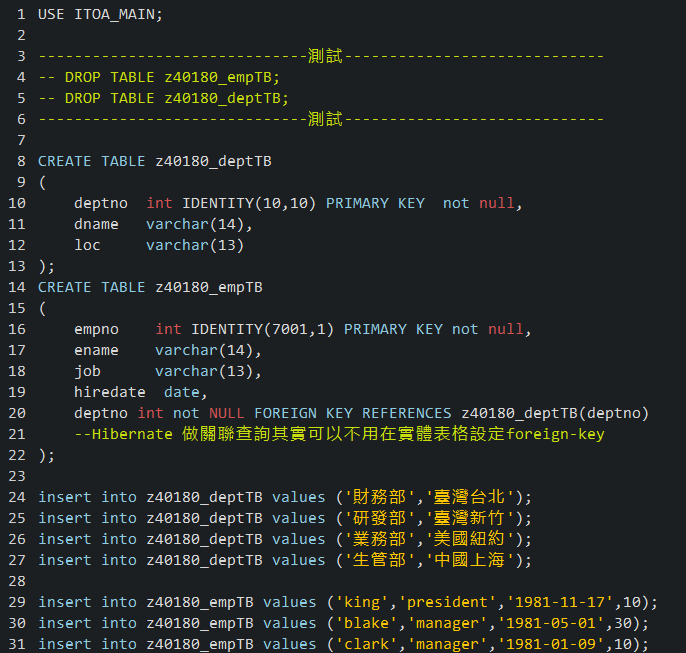 1 USE ITOA_MAIN;
2
3 ------------------------------測試-----------------------------
4 -- DROP TABLE z40180_empTB;
5 -- DROP TABLE z40180_deptTB;
6 ------------------------------測試-----------------------------
7
8 CREATE TABLE z40180_deptTB
9 (
10     deptno  int IDENTITY(10,10) PRIMARY KEY  not null,
11     dname   varchar(14),
12     loc     varchar(13)
13 );
14 CREATE TABLE z40180_empTB
15 (
16     empno    int IDENTITY(7001,1) PRIMARY KEY not null,
17     ename    varchar(14),
18     job      varchar(13),
19     hiredate  date,
20     deptno int not NULL FOREIGN KEY REFERENCES z40180_deptTB(deptno)
21     --Hibernate 做關聯查詢其實可以不用在實體表格設定foreign-key
22 );
23
24 insert into z40180_deptTB values ('財務部','臺灣台北');
25 insert into z40180_deptTB values ('研發部','臺灣新竹');
26 insert into z40180_deptTB values ('業務部','美國紐約');
27 insert into z40180_deptTB values ('生管部','中國上海');
28
29 insert into z40180_empTB values ('king','president','1981-11-17',10);
30 insert into z40180_empTB values ('blake','manager','1981-05-01',30);
31 insert into z40180_empTB values ('clark','manager','1981-01-09',10);